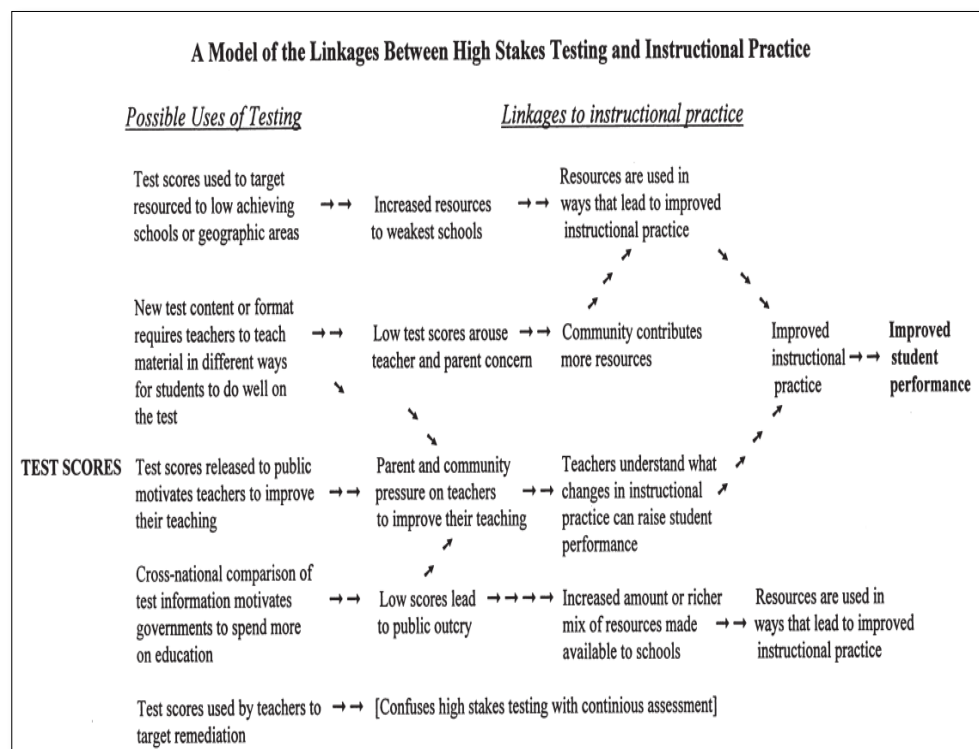 A Model of the Linkages Between High Stakes Testing and Instructional Practice
Possible Uses of Testing
Linkages to instructional practice
Test scores used to target
resourced to low achieving
schools or geographic areas
→→
Increased resources
to weakest schools
→→
Resources are used in
ways that lead to improved
instructional practice
New test content or format
requires teachers to teach
material in different ways
for students to do well on
the test
→→
Low test scores arouse
teacher and parent concern
→→
Community contributes
more resources
Improved
instructional
practice
→→
Improved
student
performance
TEST SCORES
Test scores released to public
motivates teachers to improve
their teaching
→→
Parent and community
pressure on teachers
to improve their teaching
→→
Teachers understand what
changes in instructional
practice can raise student
performance
Cross-national comparison of
test information motivates
governments to spend more
on education
→→
Low scores lead
to public outcry
→→→→
Increased amount or richer
mix of resources made
available to schools
→→
Resources are used in
ways that lead to improved
instructional practice
Test scores used by teachers to
target remediation
→→
[Confuses high stakes testing with continious assessment]